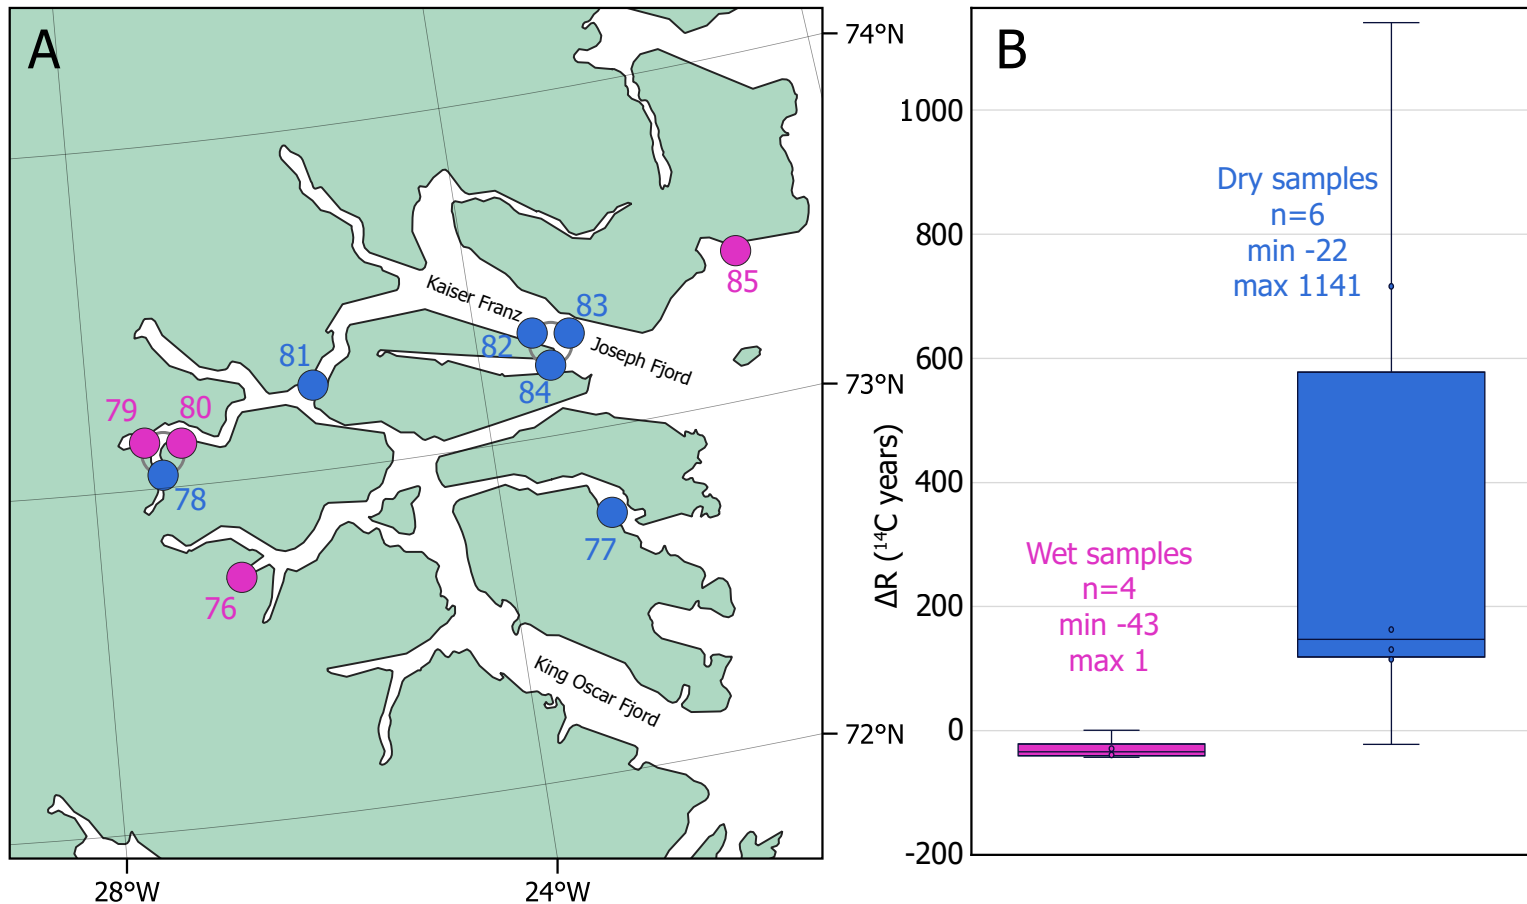 A
74°N
73°N
72°N
28°W
24°W
Kaiser Franz
Joseph Fjord
King Oscar Fjord
85
83
82
84
81
79
80
78
77
76
B
1000
800
600
400
200
0
-200
ΔR (¹⁴C years)
Dry samples
n=6
min -22
max 1141
Wet samples
n=4
min -43
max 1